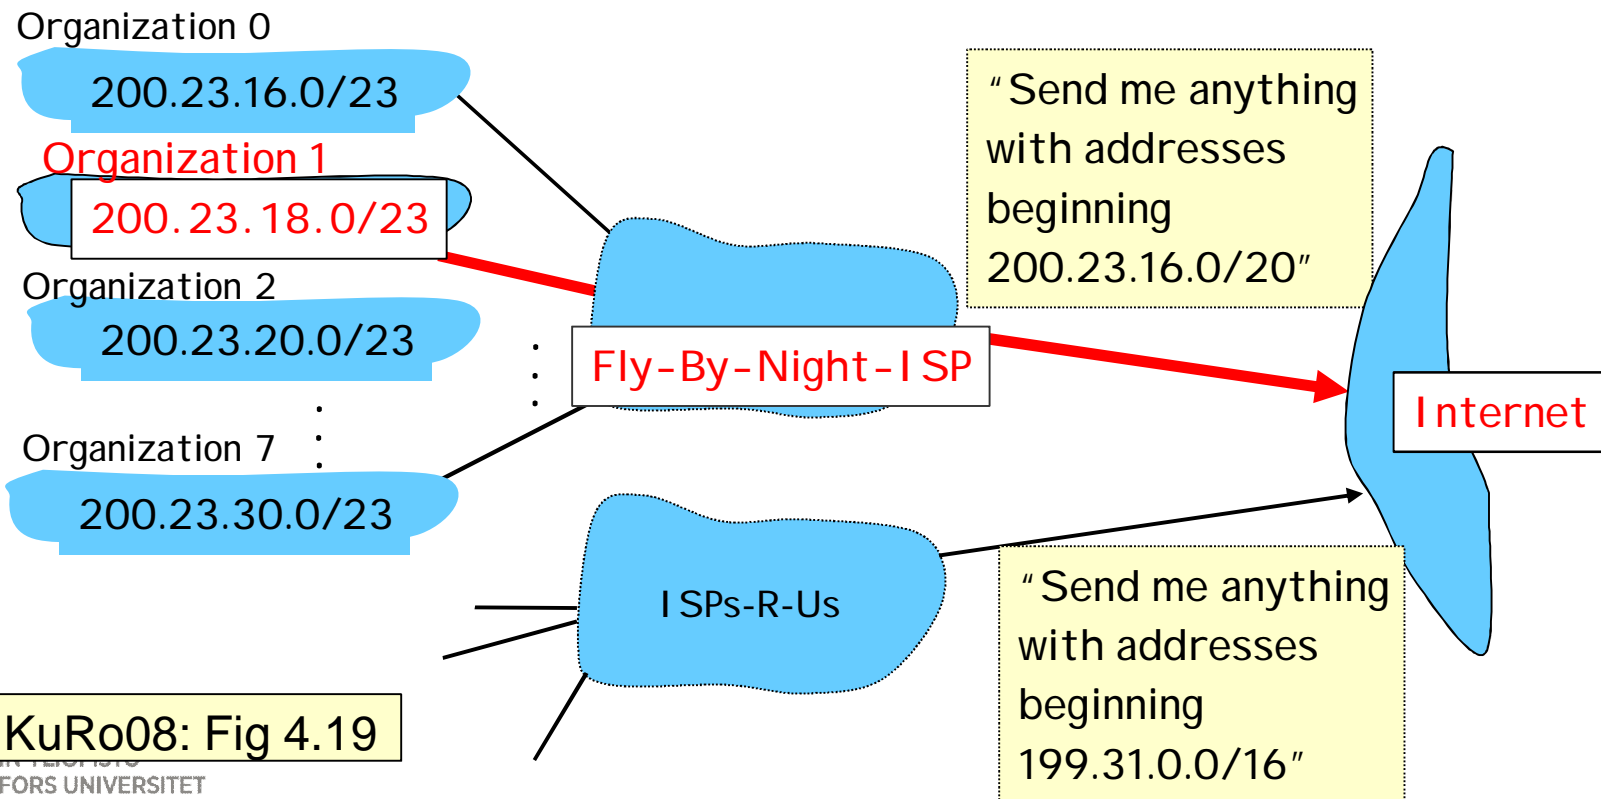 Organization 0
200.23.16.0/23
Organization 1
200.23.18.0/23
Organization 2
200.23.20.0/23
Organization 7
200.23.30.0/23
Fly-By-Night-ISP
"Send me anything
with addresses
beginning
200.23.16.0/20"
Internet
ISPs-R-Us
"Send me anything
with addresses
beginning
199.31.0.0/16"
KuRo08: Fig 4.19
FORS UNIVERSITET